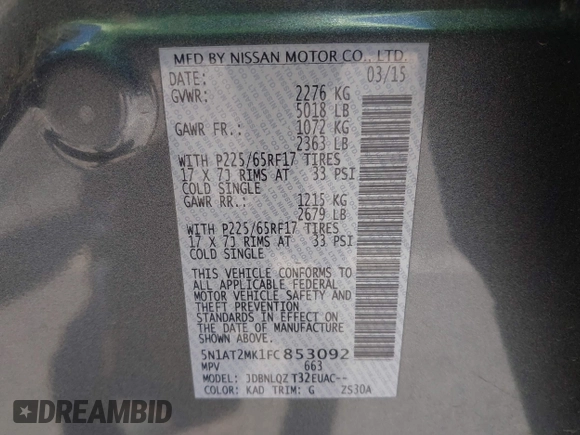 MFD BY NISSAN MOTOR CO., LTD.
DATE: 03/15
GVWR: 2276 KG
5018 LB
GAWR FR.: 1072 KG
2363 LB
WITH P225/65RF17 TIRES
17 X 7J RIMS AT 33 PSI
COLD SINGLE
GAWR RR.: 1215 KG
2679 LB
WITH P225/65RF17 TIRES
17 X 7J RIMS AT 33 PSI
COLD SINGLE
THIS VEHICLE CONFORMS TO
ALL APPLICABLE FEDERAL
MOTOR VEHICLE SAFETY AND
THEFT PREVENTION
STANDARDS IN EFFECT ON
THE DATE OF MANUFACTURE
SHOWN ABOVE.
5N1AT2MK1FC853092
MPV 663
MODEL: JDBNLQZ T32EUAC--
COLOR: KAD TRIM: G 2S30A
© AutoBidMaster